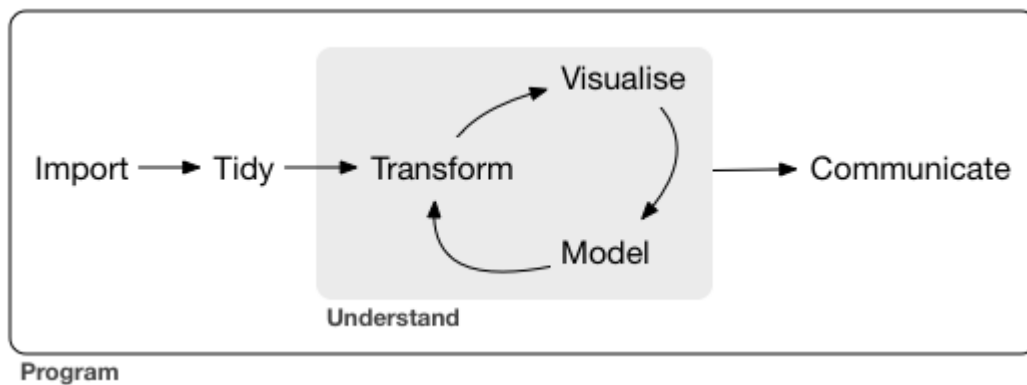 Visualise
Import
Tidy
Transform
Communicate
Model
Understand
Program